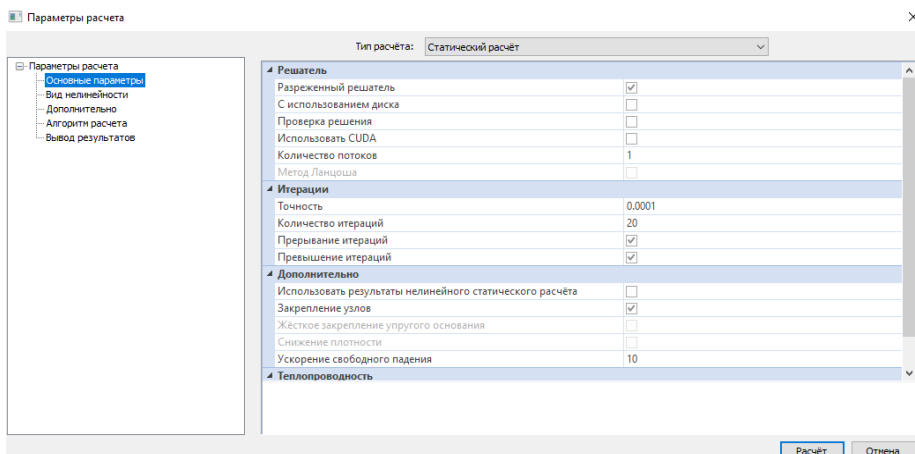 Параметры расчета
Тип расчёта: Статический расчёт
Параметры расчета
Основные параметры
Вид нелинейности
Дополнительно
Алгоритм расчета
Вывод результатов
Решатель
Разреженный решатель
С использованием диска
Проверка решения
Использовать CUDA
Количество потоков 1
Метод Ланцоша
Итерации
Точность 0.0001
Количество итераций 20
Прерывание итераций
Превышение итераций
Дополнительно
Использовать результаты нелинейного статического расчёта
Закрепление узлов
Жёсткое закрепление упругого основания
Снижение плотности
Ускорение свободного падения 10
Теплопроводность
Расчёт Отмена